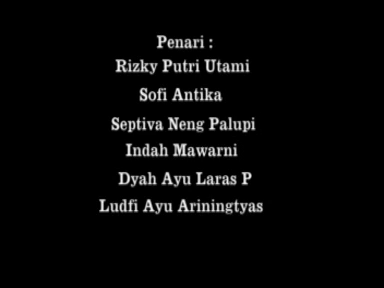 Penari :
Rizky Putri Utami
Sofi Antika
Septiva Neng Palupi
Indah Mawarni
Dyah Ayu Laras P
Ludfi Ayu Ariningtyas